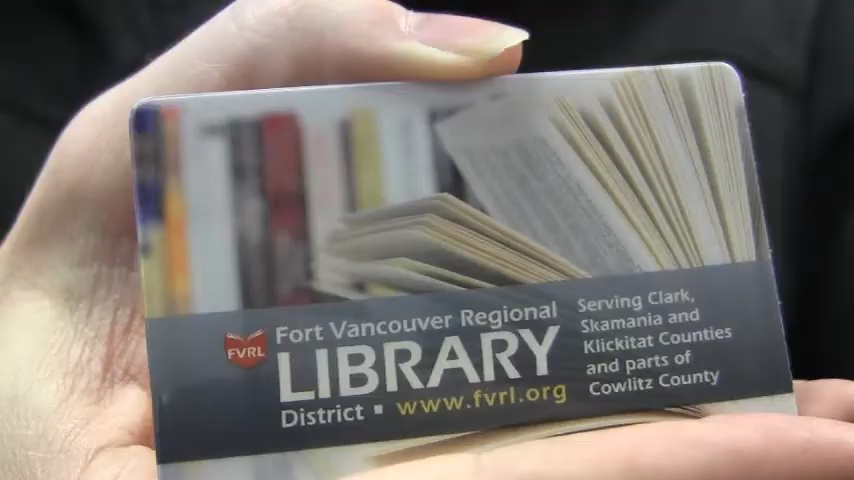 FVRL
Fort Vancouver Regional
LIBRARY
District ▪ www.fvrl.org
Serving Clark,
Skamania and
Klickitat Counties
and parts of
Cowlitz County